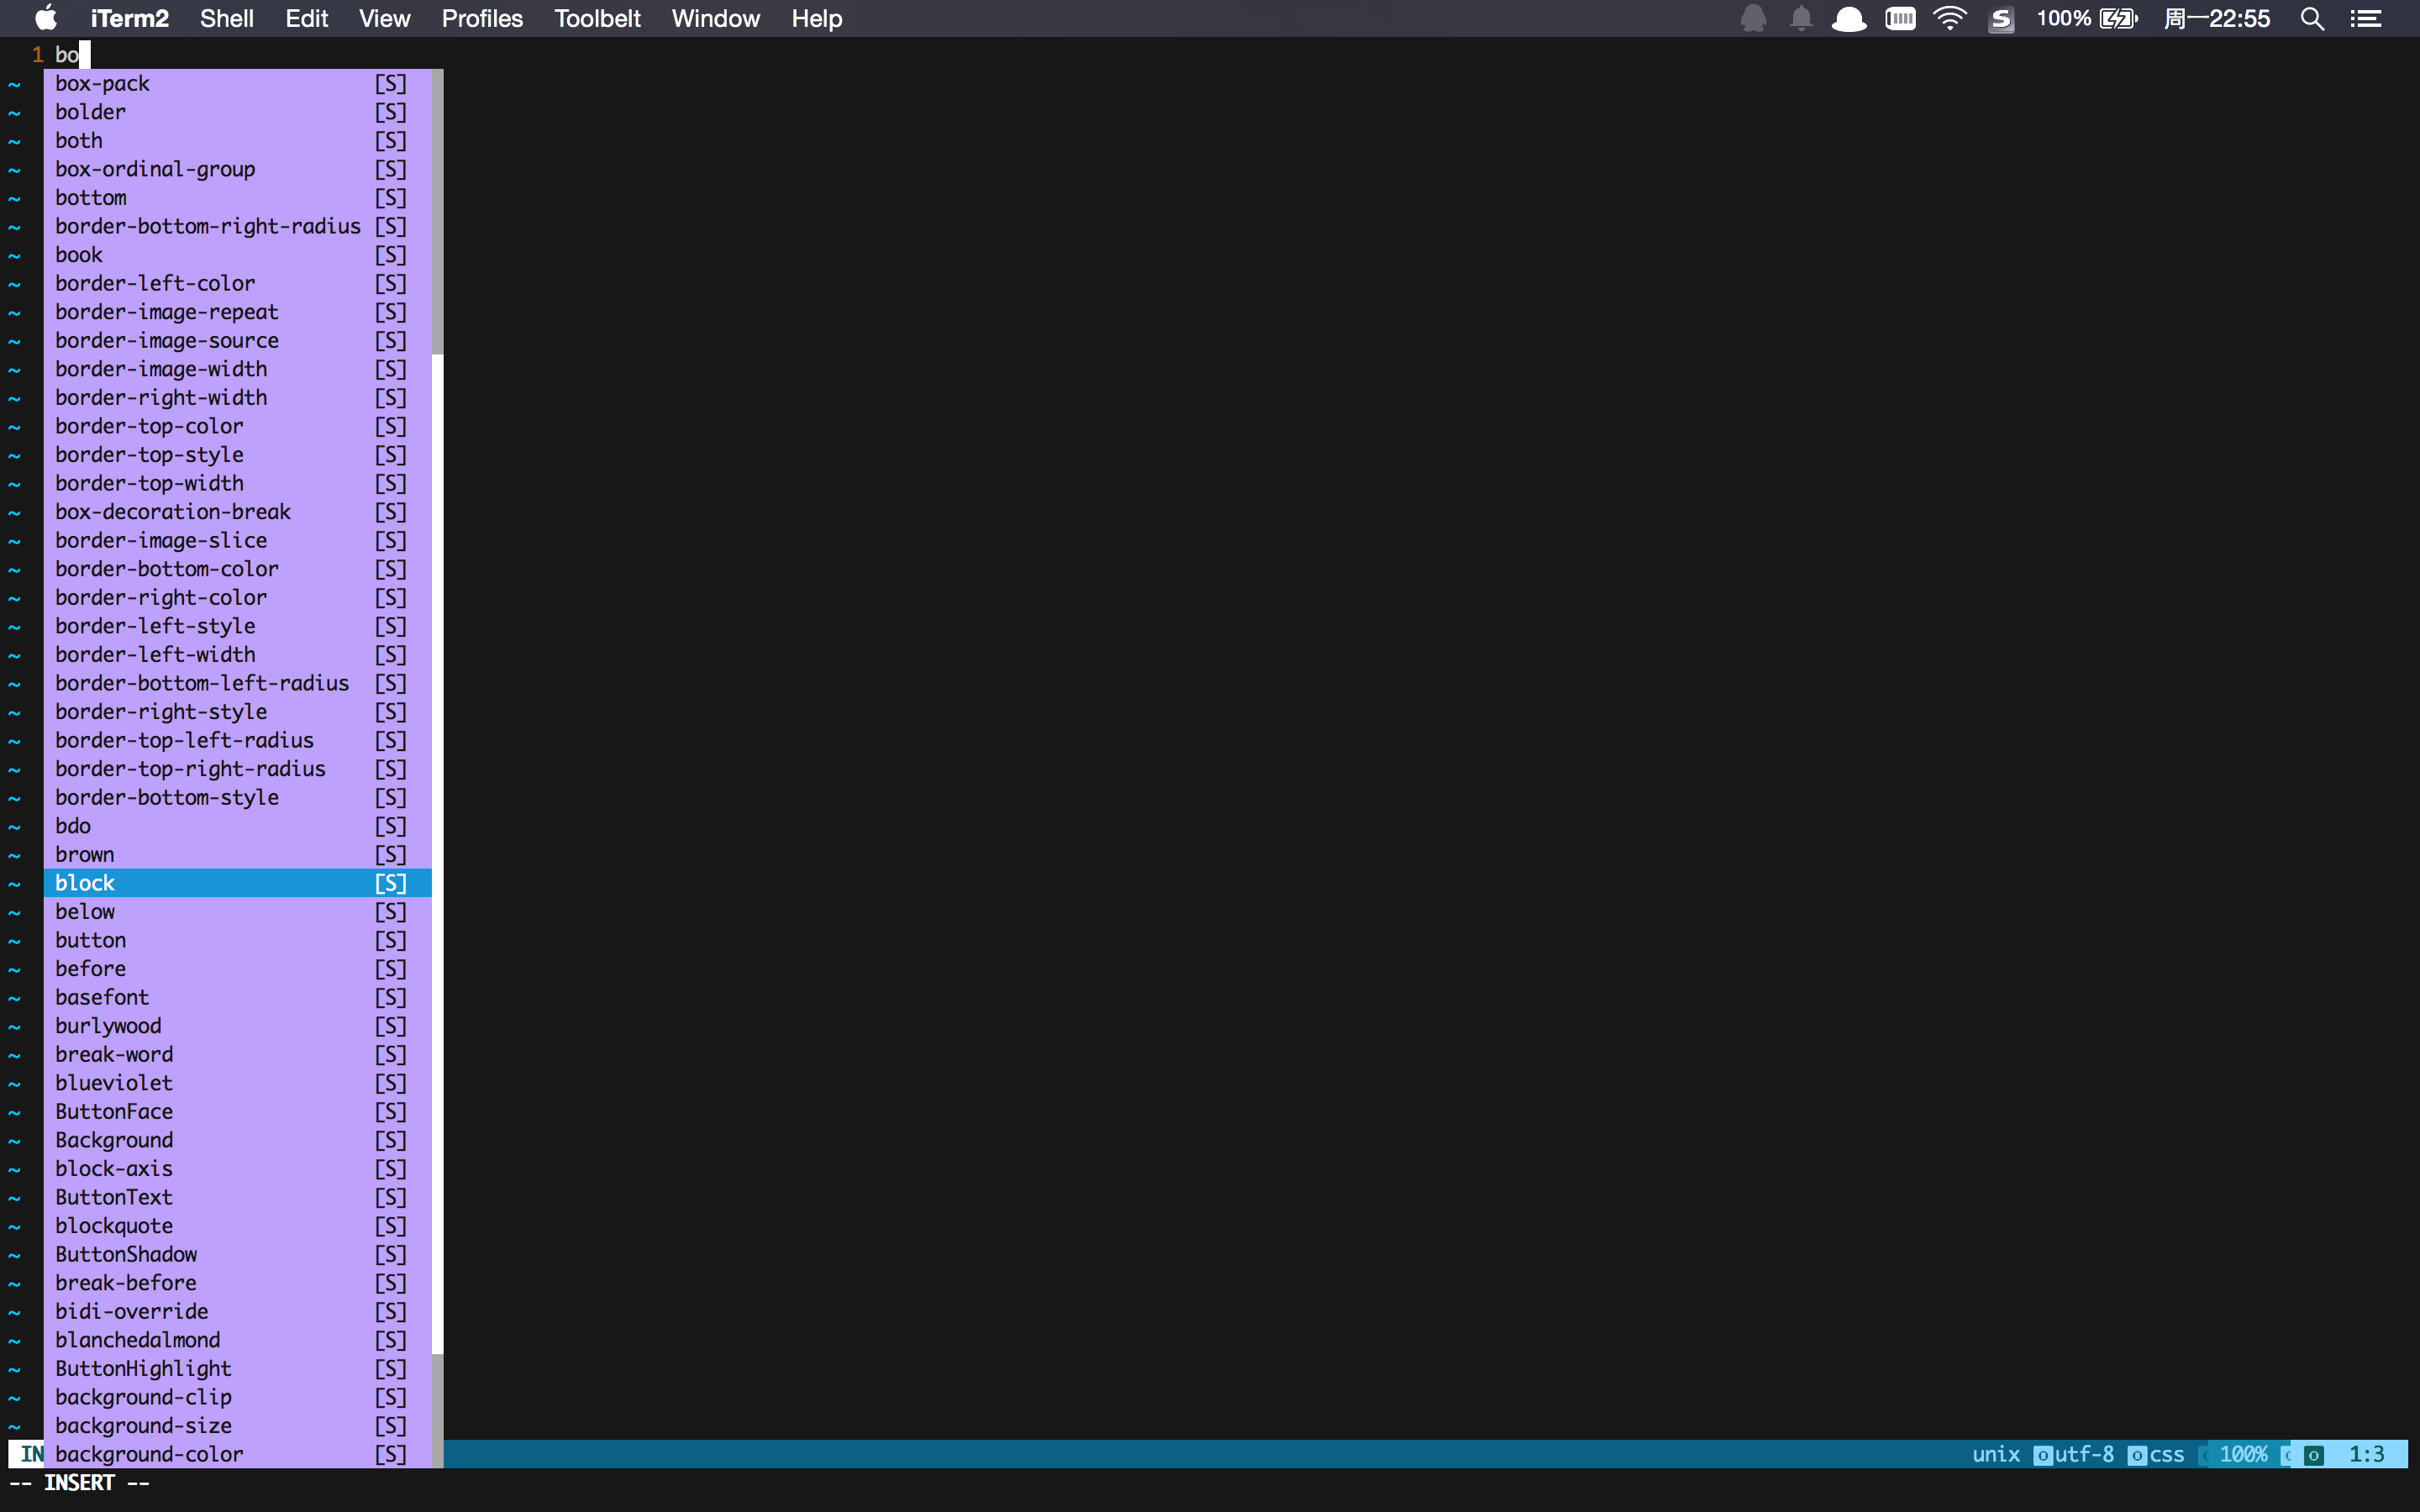 iTerm2 Shell Edit View Profiles Toolbelt Window Help 100% 周一22:55
1 bo
~ box-pack [S]
~ bolder [S]
~ both [S]
~ box-ordinal-group [S]
~ bottom [S]
~ border-bottom-right-radius [S]
~ book [S]
~ border-left-color [S]
~ border-image-repeat [S]
~ border-image-source [S]
~ border-image-width [S]
~ border-right-width [S]
~ border-top-color [S]
~ border-top-style [S]
~ border-top-width [S]
~ box-decoration-break [S]
~ border-image-slice [S]
~ border-bottom-color [S]
~ border-right-color [S]
~ border-left-style [S]
~ border-left-width [S]
~ border-bottom-left-radius [S]
~ border-right-style [S]
~ border-top-left-radius [S]
~ border-top-right-radius [S]
~ border-bottom-style [S]
~ bdo [S]
~ brown [S]
~ block [S]
~ below [S]
~ button [S]
~ before [S]
~ basefont [S]
~ burlywood [S]
~ break-word [S]
~ blueviolet [S]
~ ButtonFace [S]
~ Background [S]
~ block-axis [S]
~ ButtonText [S]
~ blockquote [S]
~ ButtonShadow [S]
~ break-before [S]
~ bidi-override [S]
~ blanchedalmond [S]
~ ButtonHighlight [S]
~ background-clip [S]
~ background-size [S]
IN background-color [S] unix utf-8 css 100% 1:3
-- INSERT --